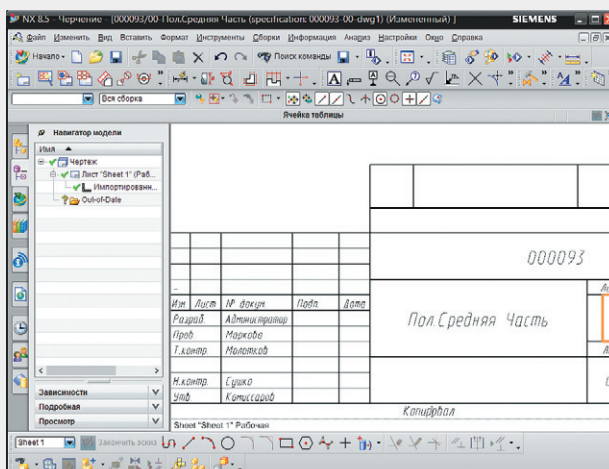 NX 8.5 - Черчение - [000093/00-Пол.Средняя Часть (specification: 000093-00-dwg1) (Измененный) ]
SIEMENS
Файл Изменить Вид Вставить Формат Инструменты Сборки Информация Анализ Настройки Окно Справка
Начало
Поиск команды
Вся сборка
Ячейка таблицы
Навигатор модели
Имя
Чертеж
Лист "Sheet 1" (Раб...
Импортированн...
Out-of-Date
000093
Изм Лист № докум. Подп. Дата
Разраб. Администратор
Пров Маркова
Т.контр. Молотков
Н.контр. Сушко
Утв Комиссаров
Пол.Средняя Часть
Копировал
Зависимости
Подробная
Просмотр
Sheet "Sheet 1" Рабочая
Sheet 1
Закончить эскиз